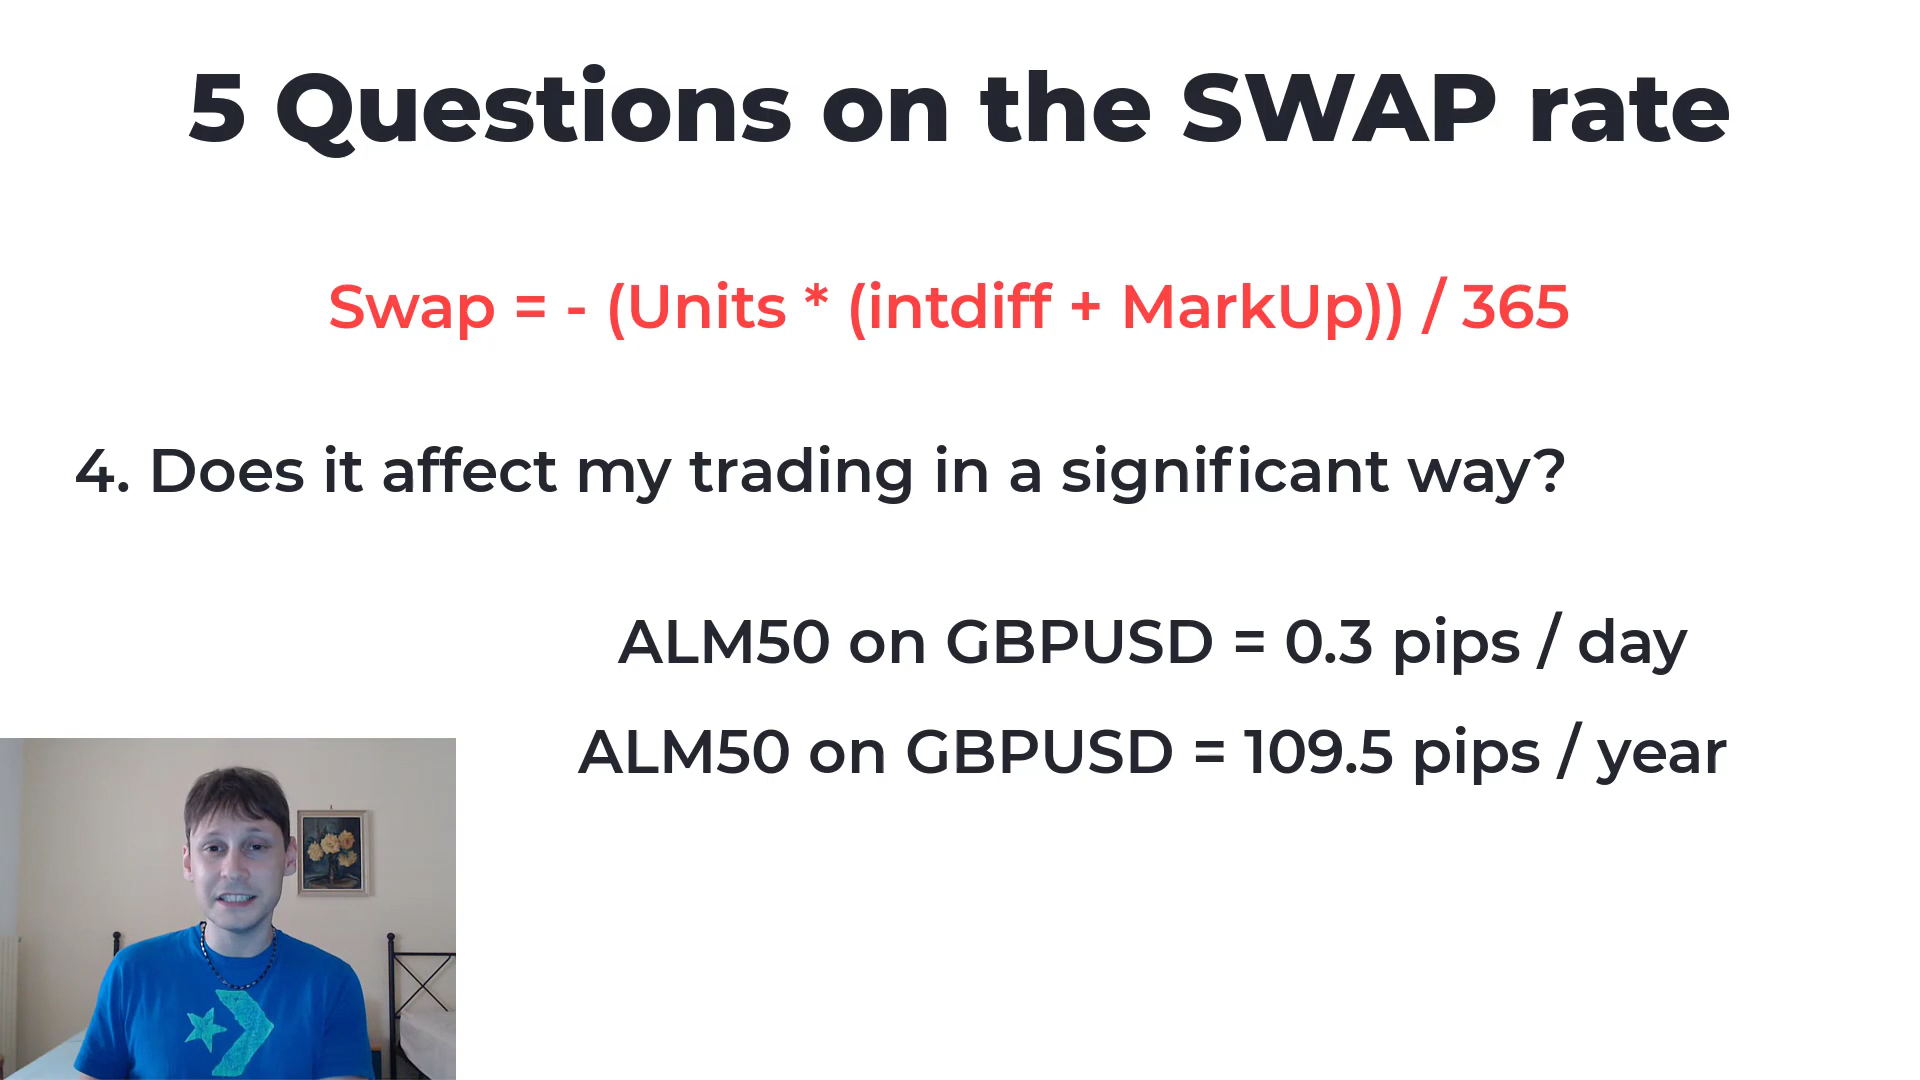 5 Questions on the SWAP rate
Swap = - (Units * (intdiff + MarkUp)) / 365
4. Does it affect my trading in a significant way?
ALM50 on GBPUSD = 0.3 pips / day
ALM50 on GBPUSD = 109.5 pips / year